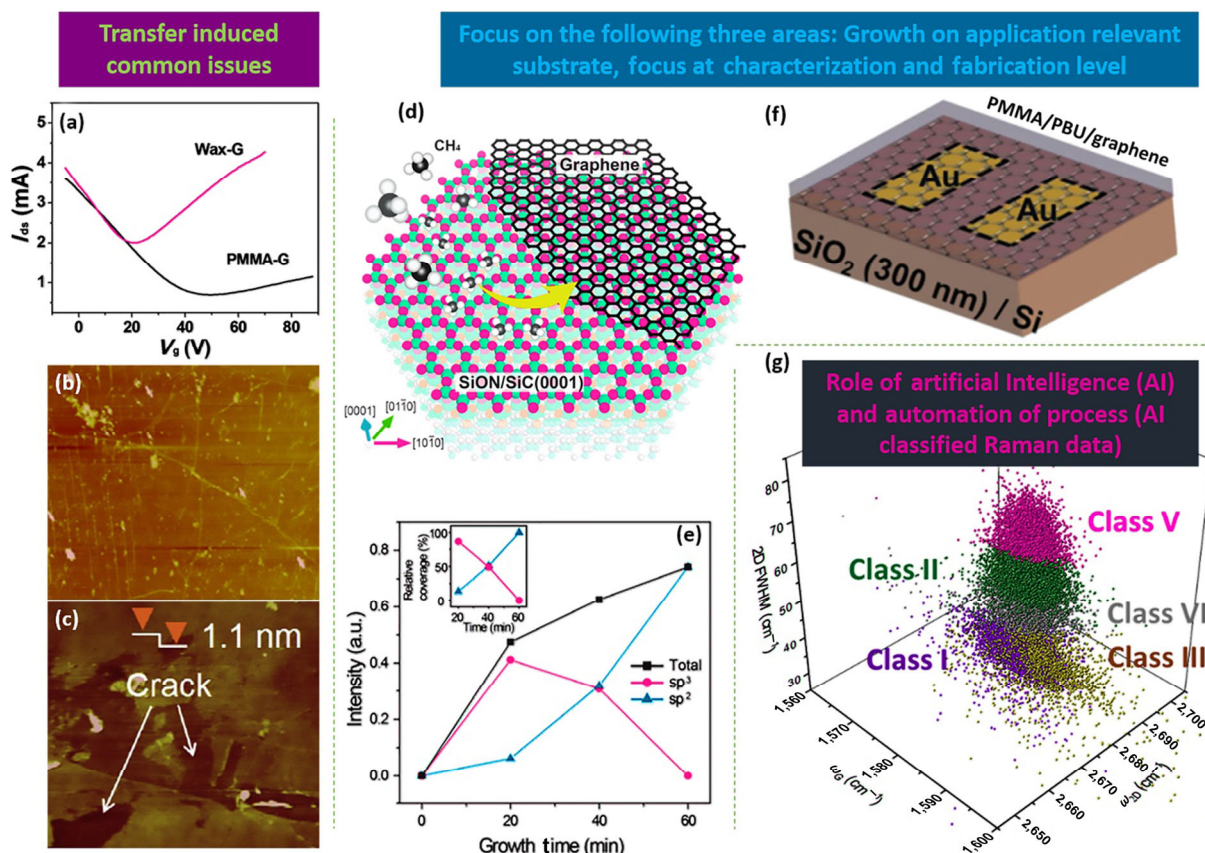 Transfer induced
common issues
Focus on the following three areas: Growth on application relevant
substrate, focus at characterization and fabrication level
(a)
5
4
3
2
1
I_ds (mA)
Wax-G
PMMA-G
0
20
40
60
80
V_g (V)
(b)
(c)
1.1 nm
Crack
(d)
CH₄
Graphene
SiON/SiC(0001)
[0001]
[011̅0]
[101̅0]
(e)
0.8
0.6
0.4
0.2
0.0
Intensity (a.u.)
100
50
0
Relative
coverage (%)
20
40
60
Time (min)
Total
sp³
sp²
0
20
40
60
Growth time (min)
(f)
PMMA/PBU/graphene
Au
Au
SiO₂ (300 nm) / Si
(g)
Role of artificial Intelligence (AI)
and automation of process (AI
classified Raman data)
80
70
60
50
40
30
2D FWHM (cm⁻¹)
Class V
Class II
Class VI
Class I
Class III
1,560
1,570
1,580
1,590
1,600
ω_G (cm⁻¹)
2,700
2,690
2,680
2,670
2,660
2,650
ω_2D (cm⁻¹)